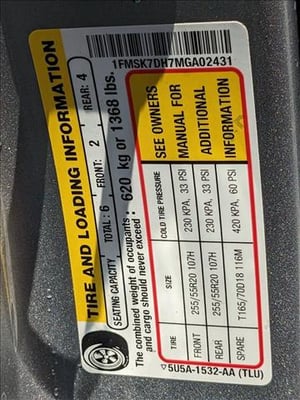 1FMSK7DH7MGA02431
TIRE AND LOADING INFORMATION
SEATING CAPACITY TOTAL: 6 FRONT: 2 REAR: 4
The combined weight of occupants and cargo should never exceed : 620 kg or 1368 lbs.
TIRE SIZE COLD TIRE PRESSURE
FRONT 255/55R20 107H 230 KPA, 33 PSI
REAR 255/55R20 107H 230 KPA, 33 PSI
SPARE T165/70D18 116M 420 KPA, 60 PSI
SEE OWNERS
MANUAL FOR
ADDITIONAL
INFORMATION
5U5A-1532-AA (TLU)